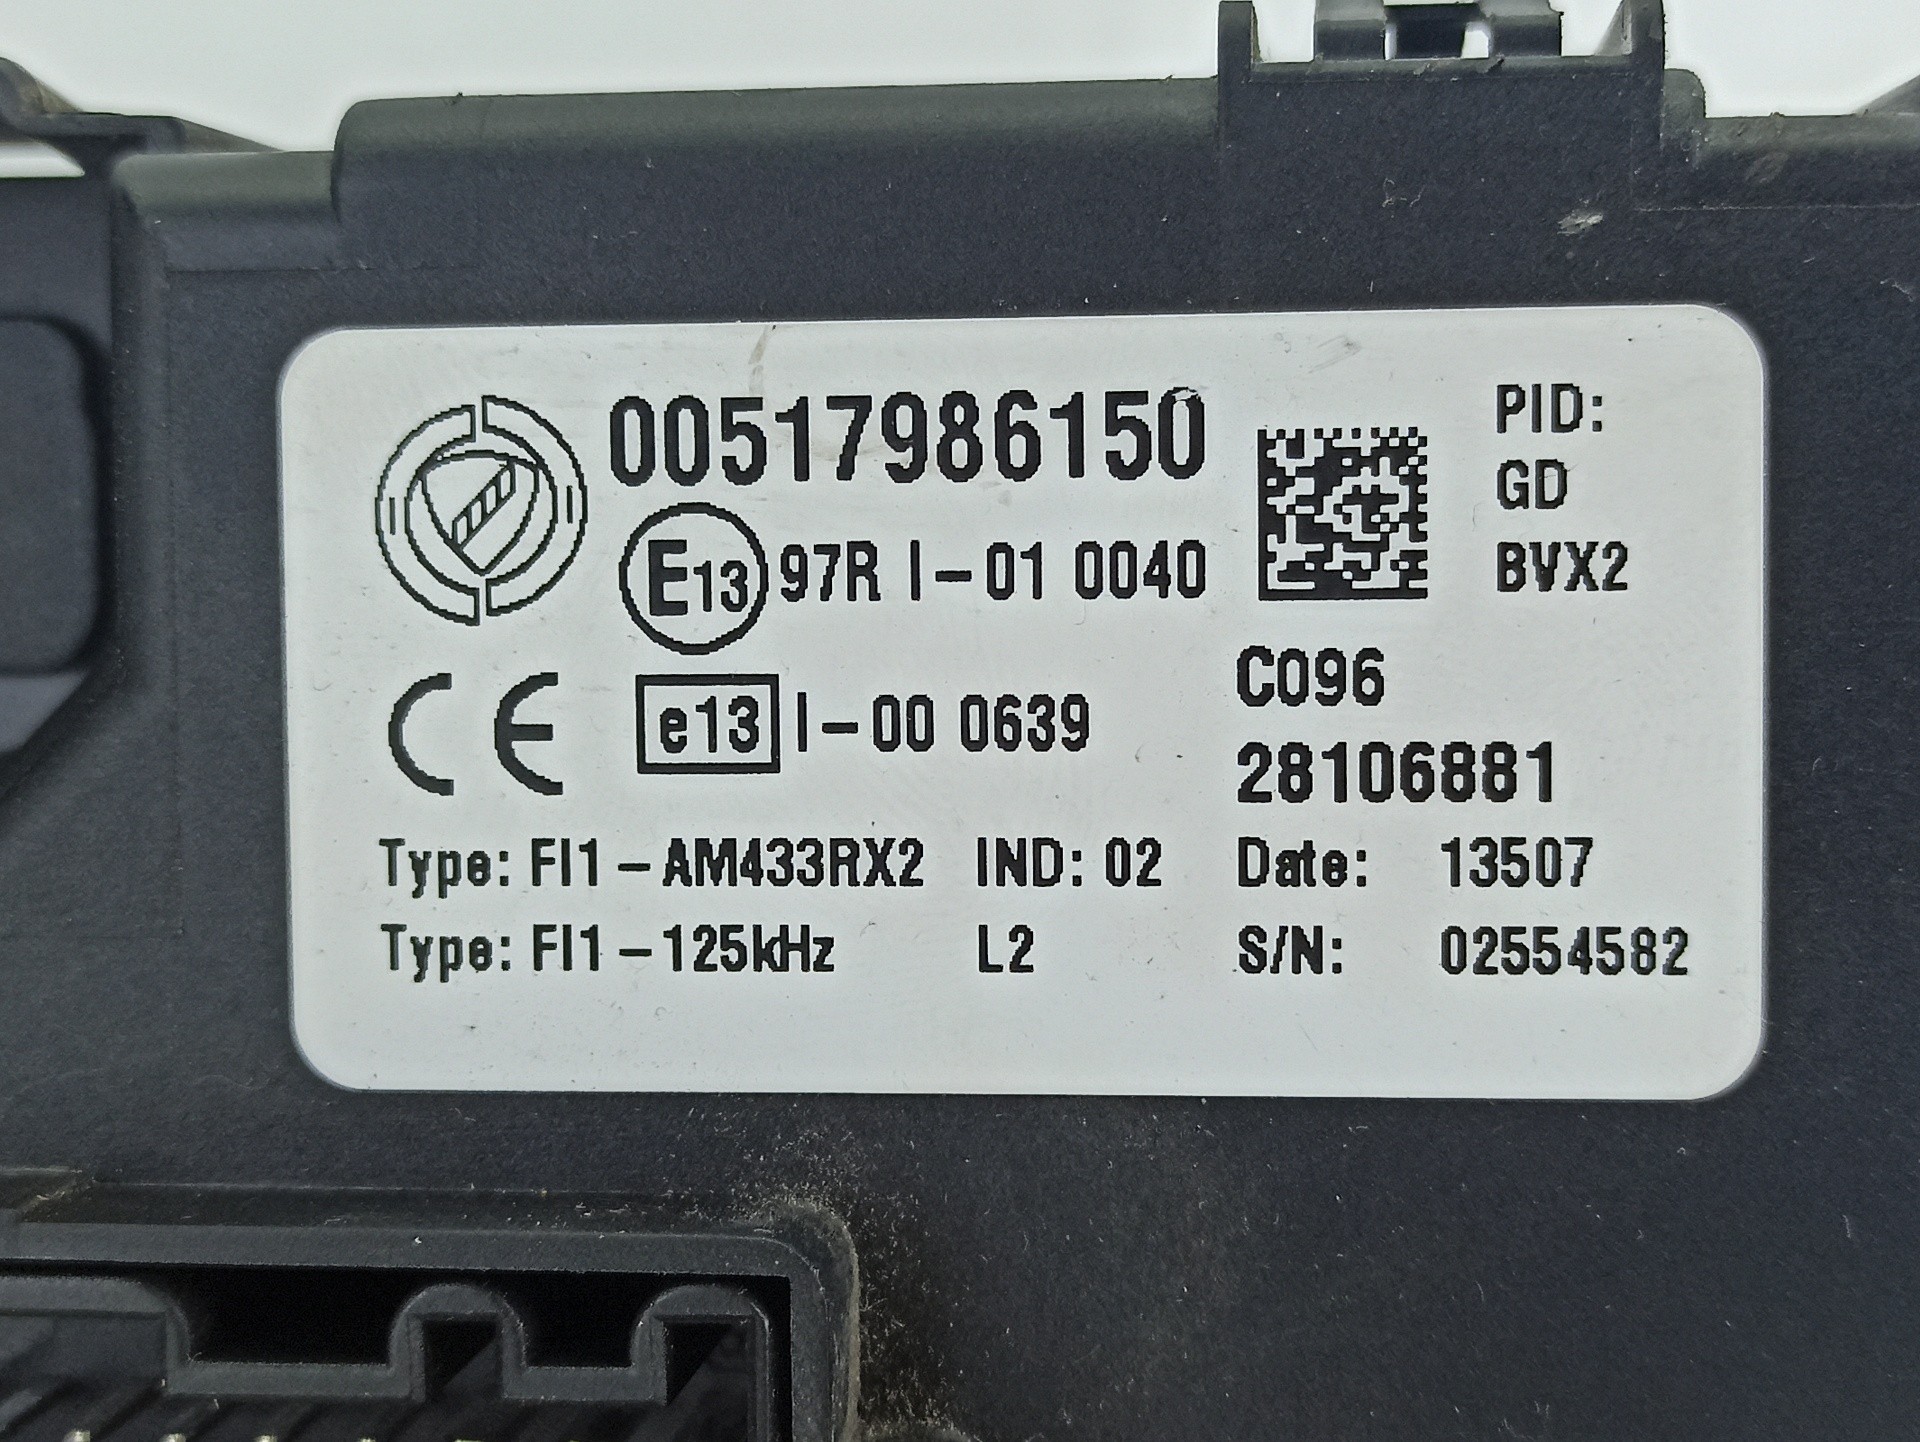 00517986150
E13 97R I-01 0040
PID:
GD
BVX2
CE e13 I-00 0639
C096
28106881
Type: FI1-AM433RX2 IND: 02 Date: 13507
Type: FI1-125kHz L2 S/N: 02554582